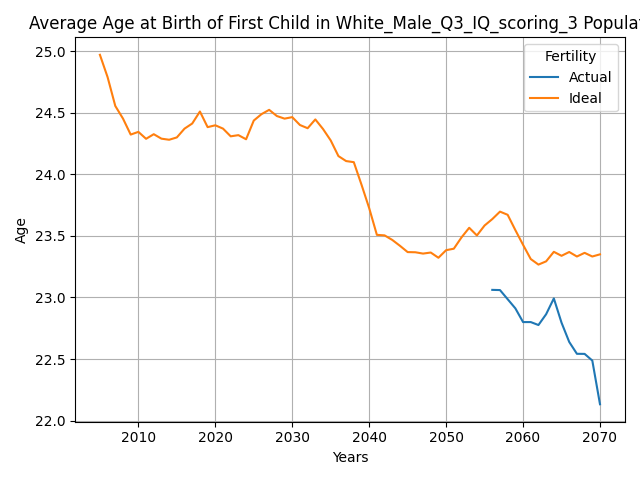 Average Age at Birth of First Child in White_Male_Q3_IQ_scoring_3 Populat
25.0
24.5
24.0
23.5
23.0
22.5
22.0
Age
Fertility
Actual
Ideal
2010 2020 2030 2040 2050 2060 2070
Years